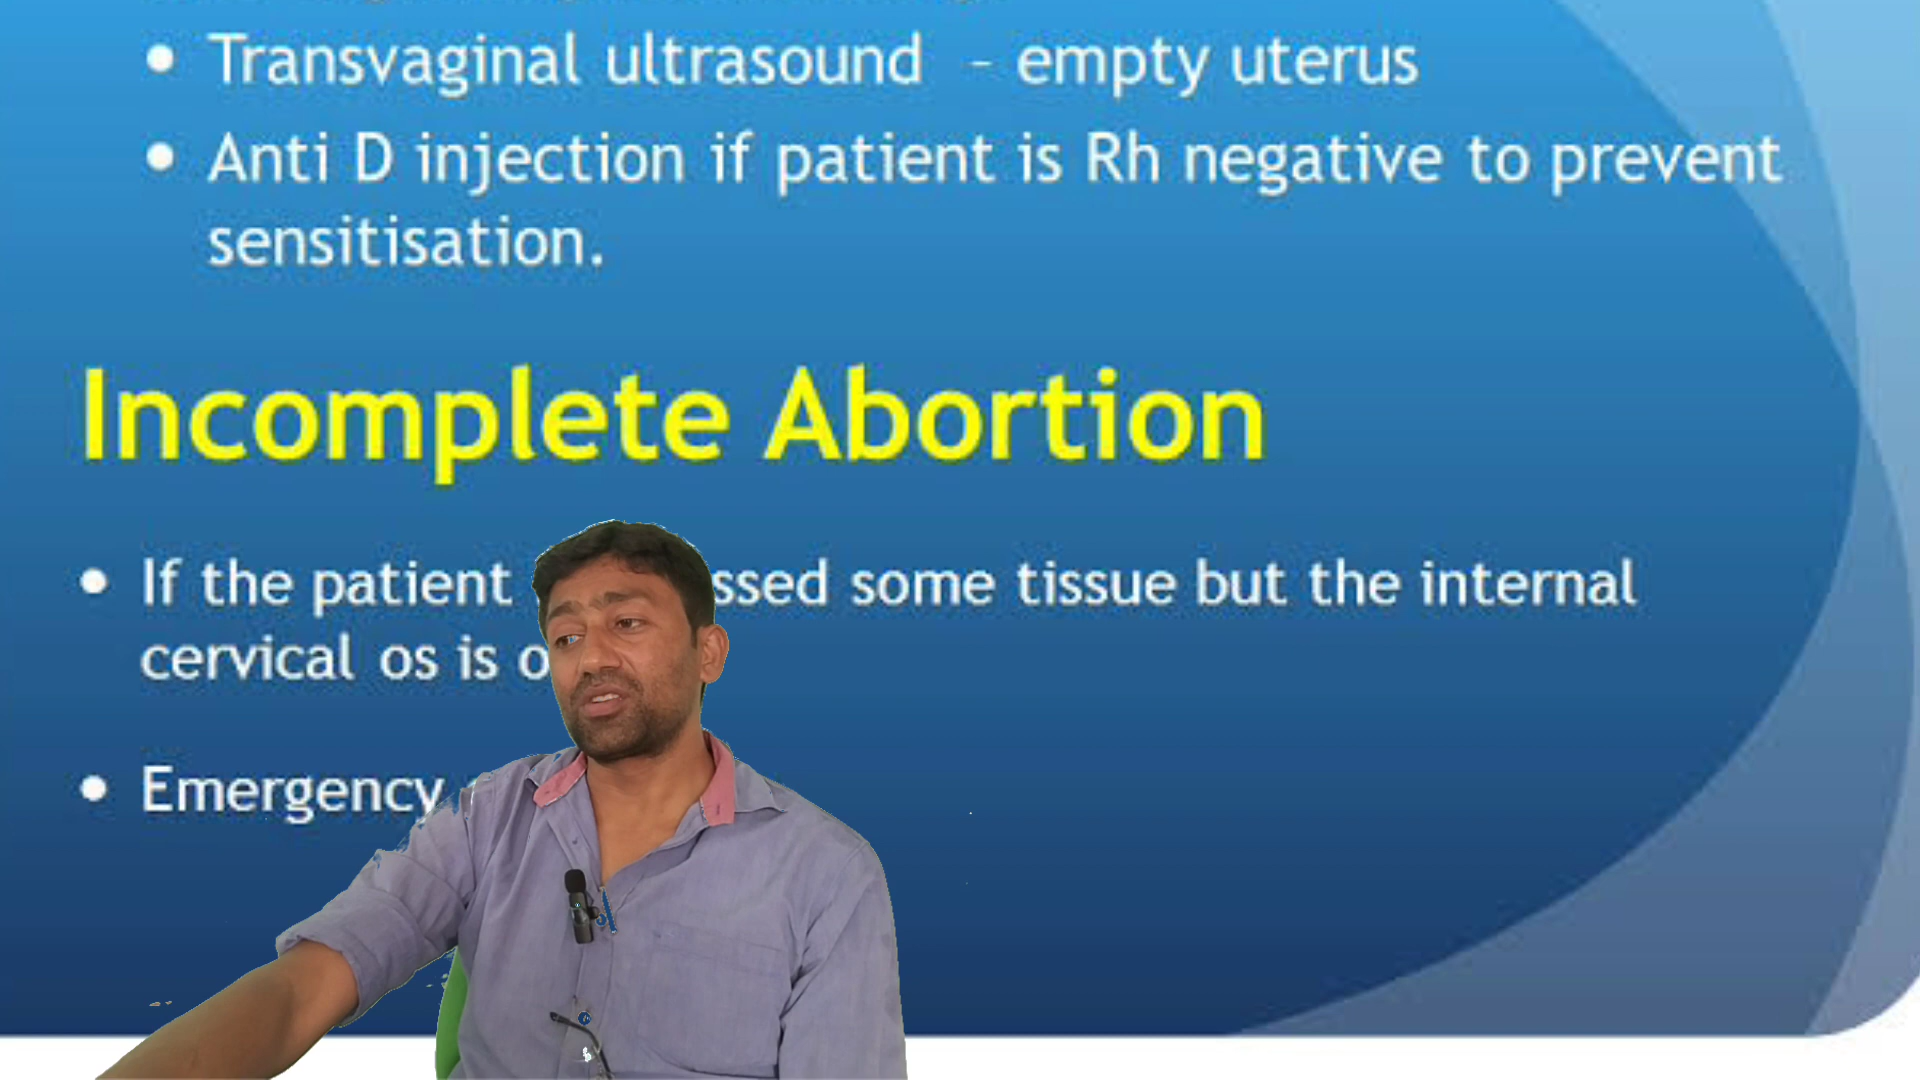 • Transvaginal ultrasound – empty uterus
• Anti D injection if patient is Rh negative to prevent
sensitisation.
Incomplete Abortion
• If the patient ssed some tissue but the internal
cervical os is o
• Emergency